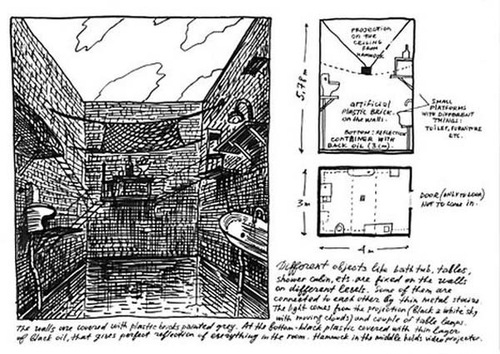 PROJECTION
ON THE
CEILING
FROM
HAMMOCK
5,78 m
artificial
PLASTIC BRICK.
on the walls.
BOTTOM: REFLECTION
CONTAINER WITH
BACK OIL (3 cm).
SMALL
PLATFORMS
WITH DIFFERENT
THINGS:
TOILET, FURNITURE
ETC.
3 m
4 m
DOOR (ONLY TO LOOK)
NOT TO COME IN.
Different objects like bath tub, tables,
shower cabin, etc are fixed on the walls
on different levels. Some of them are
connected to each other by thin metal stairs.
The light comes from the projection (Black & white sky
with moving clouds) and couple of table lamps.
The walls are covered with plastic bricks painted grey. At the bottom - black plastic covered with thin layer
of Black oil, that gives perfect reflection of everything in the room. Hammock in the middle holds videoprojector.